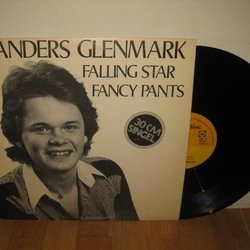 ANDERS GLENMARK
FALLING STAR
FANCY PANTS
30 CM
SINGEL